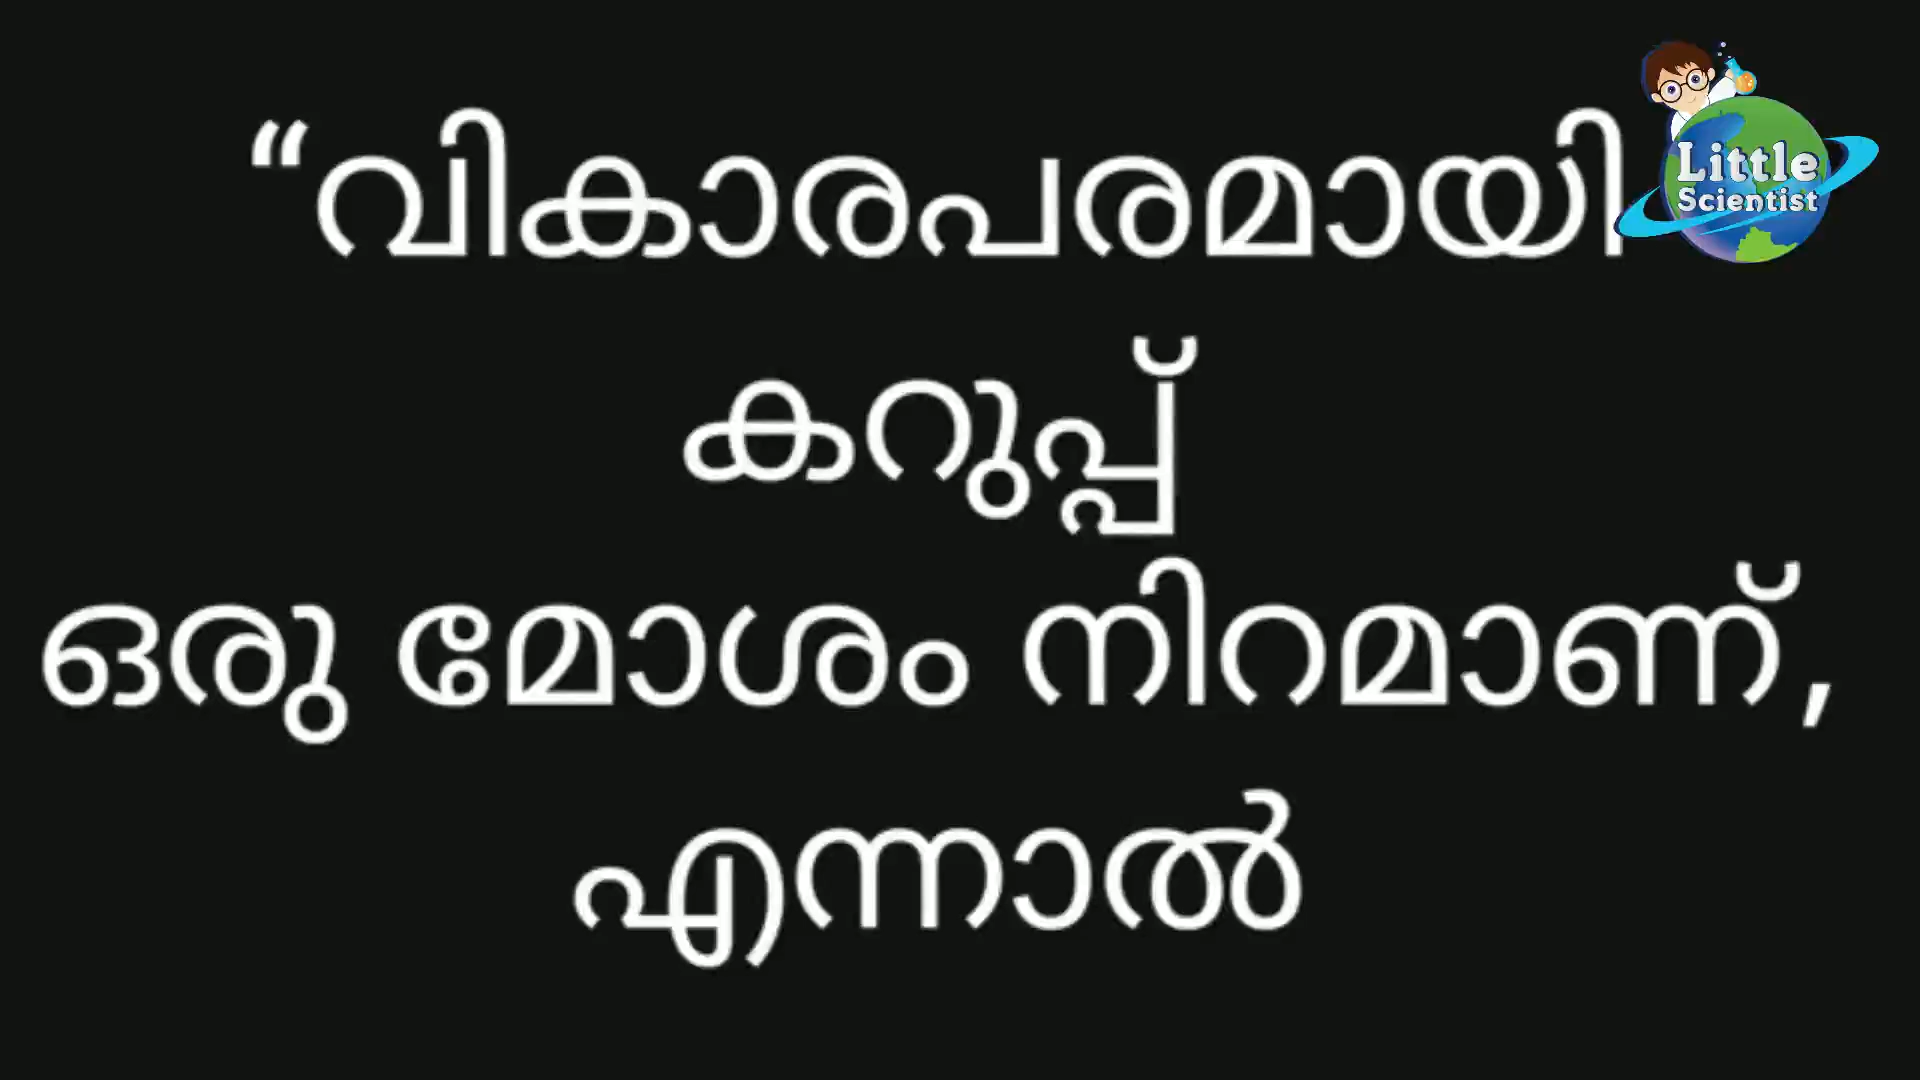 “വികാരപരമായി
Little
Scientist
കറുപ്പ്
ഒരു മോശം നിറമാണ്,
എന്നാൽ